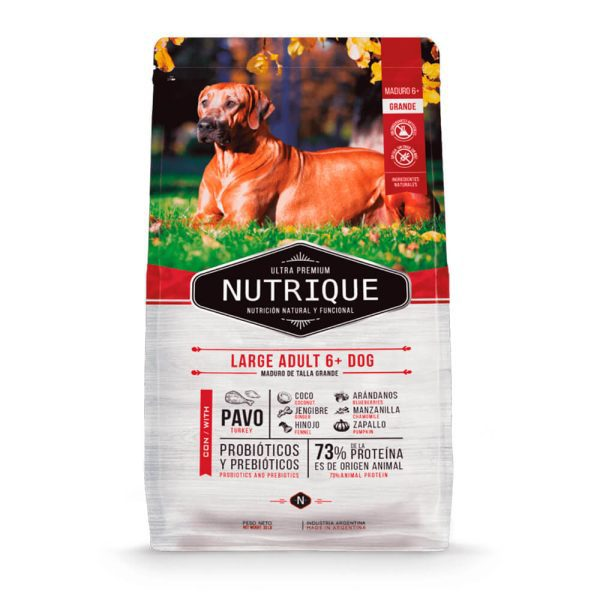 MADURO 6+
GRANDE
INGREDIENTES
NATURALES
ULTRA PREMIUM
NUTRIQUE
NUTRICIÓN NATURAL Y FUNCIONAL
LARGE ADULT 6+ DOG
MADURO DE TALLA GRANDE
CON / WITH
PAVO
TURKEY
COCO
COCONUT
JENGIBRE
GINGER
HINOJO
FENNEL
ARÁNDANOS
BLUEBERRIES
MANZANILLA
CHAMOMILE
ZAPALLO
PUMPKIN
PROBIÓTICOS
Y PREBIÓTICOS
PROBIOTICS AND PREBIOTICS
73% DE LA PROTEÍNA
ES DE ORIGEN ANIMAL
ANIMAL PROTEIN
N
PESO NETO
NET WEIGHT
INDUSTRIA ARGENTINA
MADE IN ARGENTINA